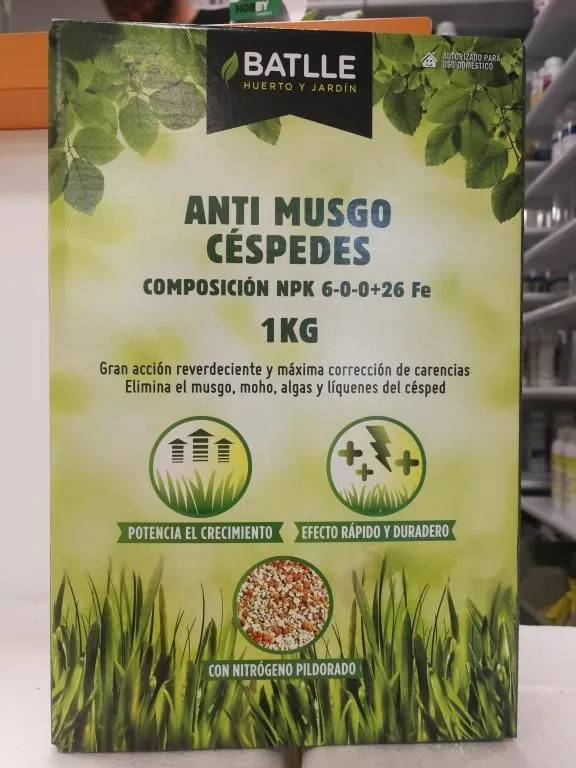 HOBBY
BATLLE
HUERTO Y JARDÍN
AUTORIZADO PARA
USO DOMÉSTICO
ANTI MUSGO
CÉSPEDES
COMPOSICIÓN NPK 6-0-0+26 Fe
1KG
Gran acción reverdeciente y máxima corrección de carencias
Elimina el musgo, moho, algas y líquenes del césped
POTENCIA EL CRECIMIENTO
EFECTO RÁPIDO Y DURADERO
CON NITRÓGENO PILDORADO